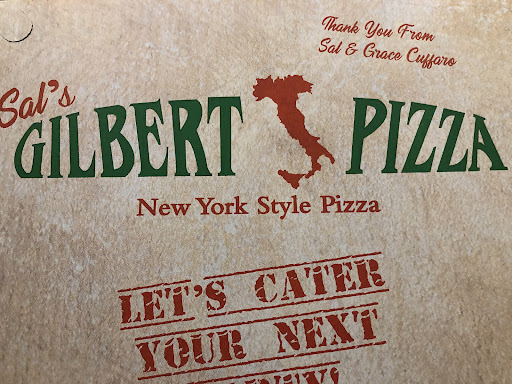 Thank You From
Sal & Grace Cuffaro
Sal's
GILBERT PIZZA
New York Style Pizza
LET'S CATER
YOUR NEXT